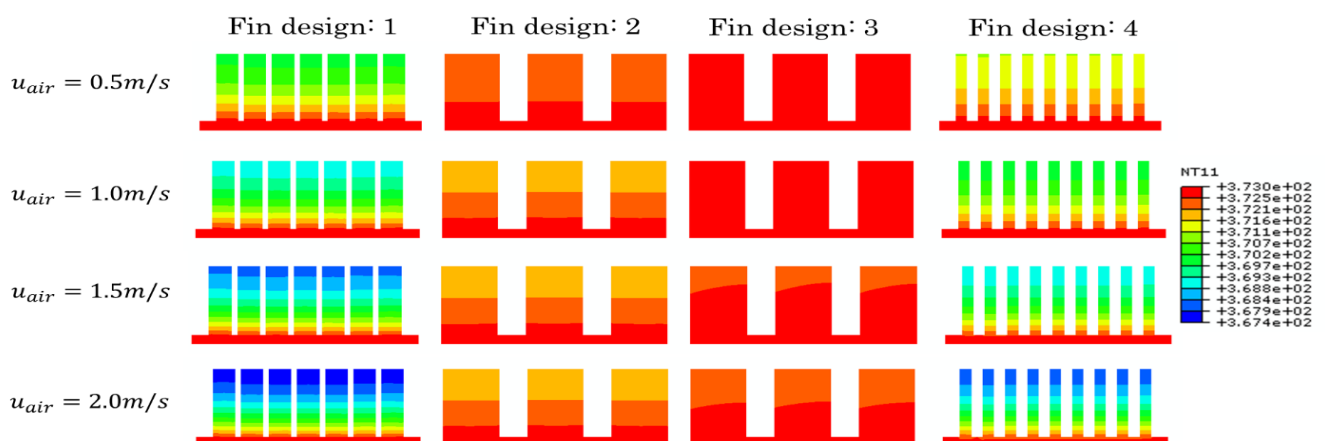 Fin design: 1
Fin design: 2
Fin design: 3
Fin design: 4
u_air = 0.5m/s
u_air = 1.0m/s
NT11
+3.730e+02
+3.725e+02
+3.721e+02
+3.716e+02
+3.711e+02
+3.707e+02
+3.702e+02
+3.697e+02
+3.693e+02
+3.688e+02
+3.684e+02
+3.679e+02
+3.674e+02
u_air = 1.5m/s
u_air = 2.0m/s